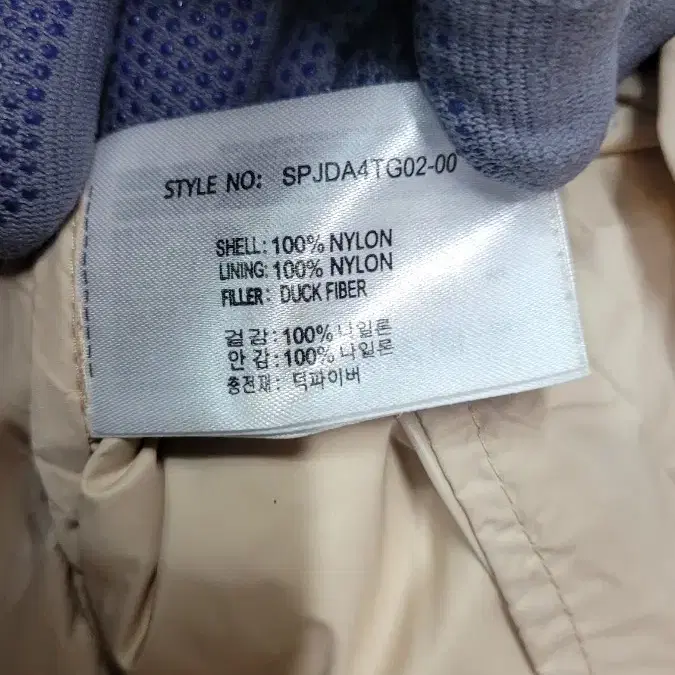 STYLE NO: SPJDA4TG02-00
SHELL: 100% NYLON
LINING: 100% NYLON
FILLER: DUCK FIBER
겉감: 100% 나일론
안감: 100% 나일론
충전재: 덕파이버